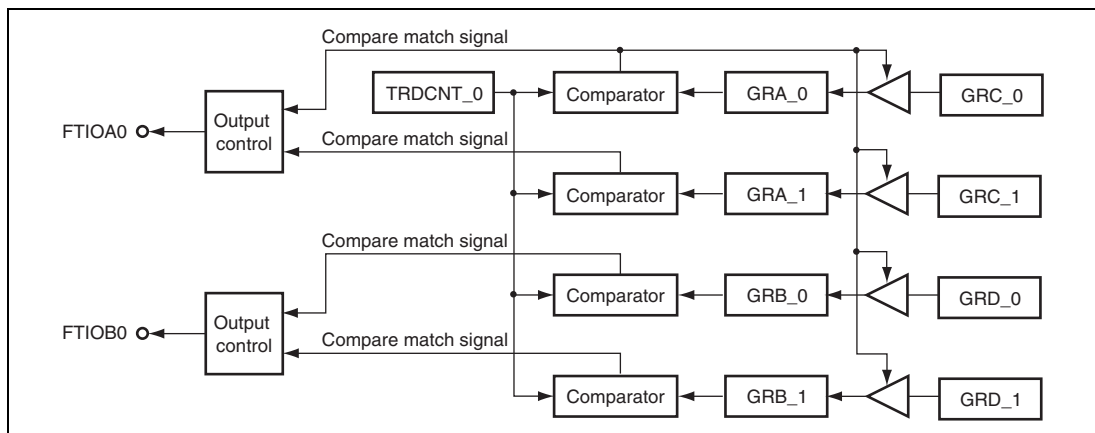 Compare match signal
TRDCNT_0
Comparator
GRA_0
GRC_0
FTIOA0
Output
control
Compare match signal
Comparator
GRA_1
GRC_1
Compare match signal
Comparator
GRB_0
GRD_0
FTIOB0
Output
control
Compare match signal
Comparator
GRB_1
GRD_1